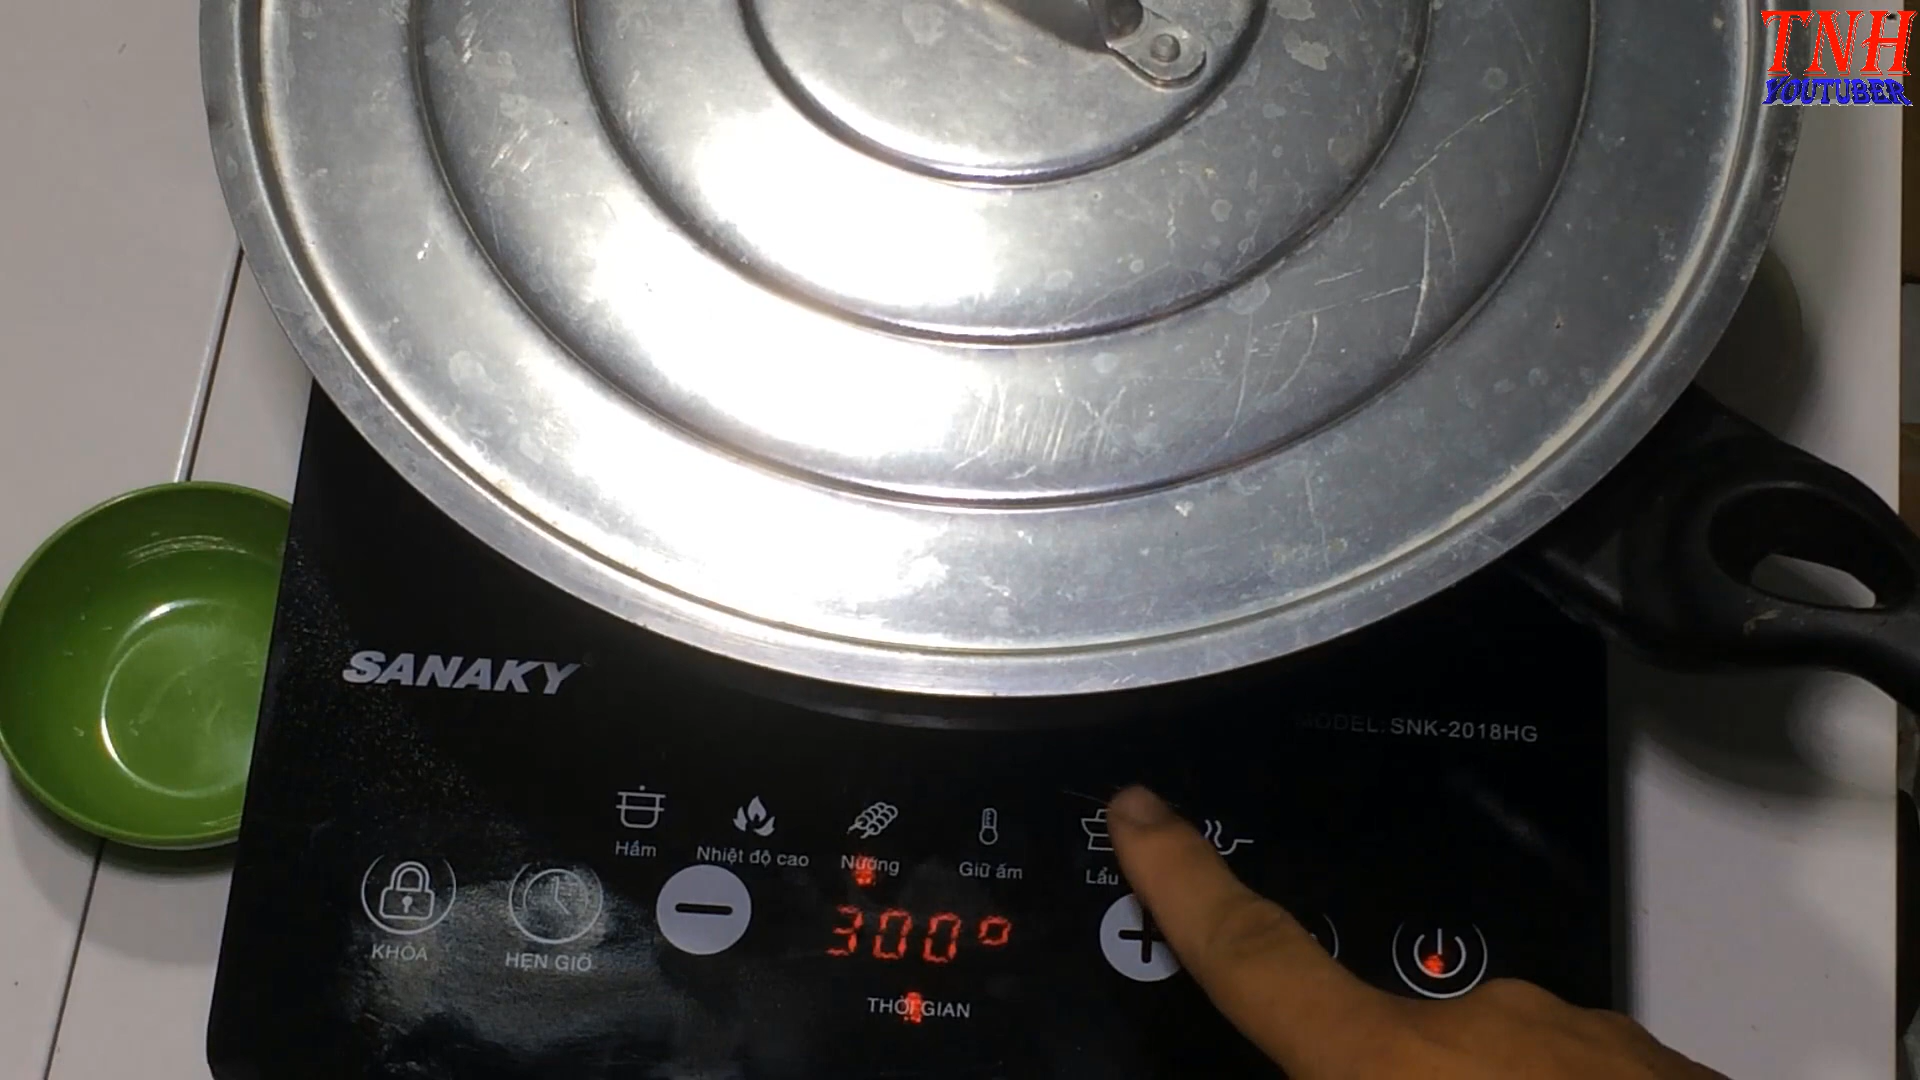 TNH
YOUTUBER
SANAKY
MODEL: SNK-2018HG
Hầm
Nhiệt độ cao
Nướng
Giữ ấm
Lẩu
KHÓA
HẸN GIỜ
300°
THỜI GIAN